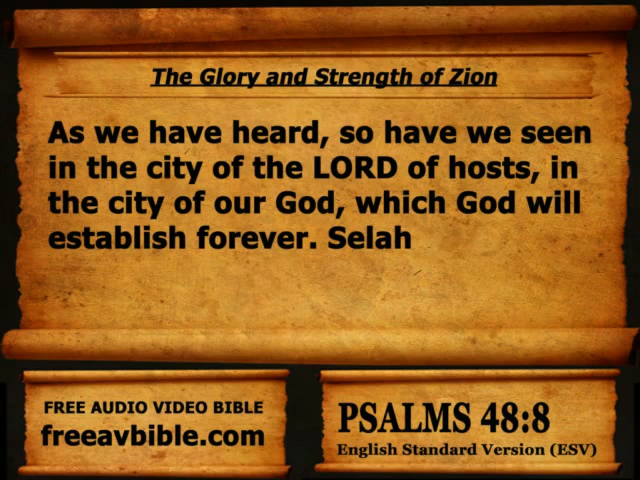 The Glory and Strength of Zion
As we have heard, so have we seen
in the city of the LORD of hosts, in
the city of our God, which God will
establish forever. Selah
FREE AUDIO VIDEO BIBLE
freeavbible.com
PSALMS 48:8
English Standard Version (ESV)